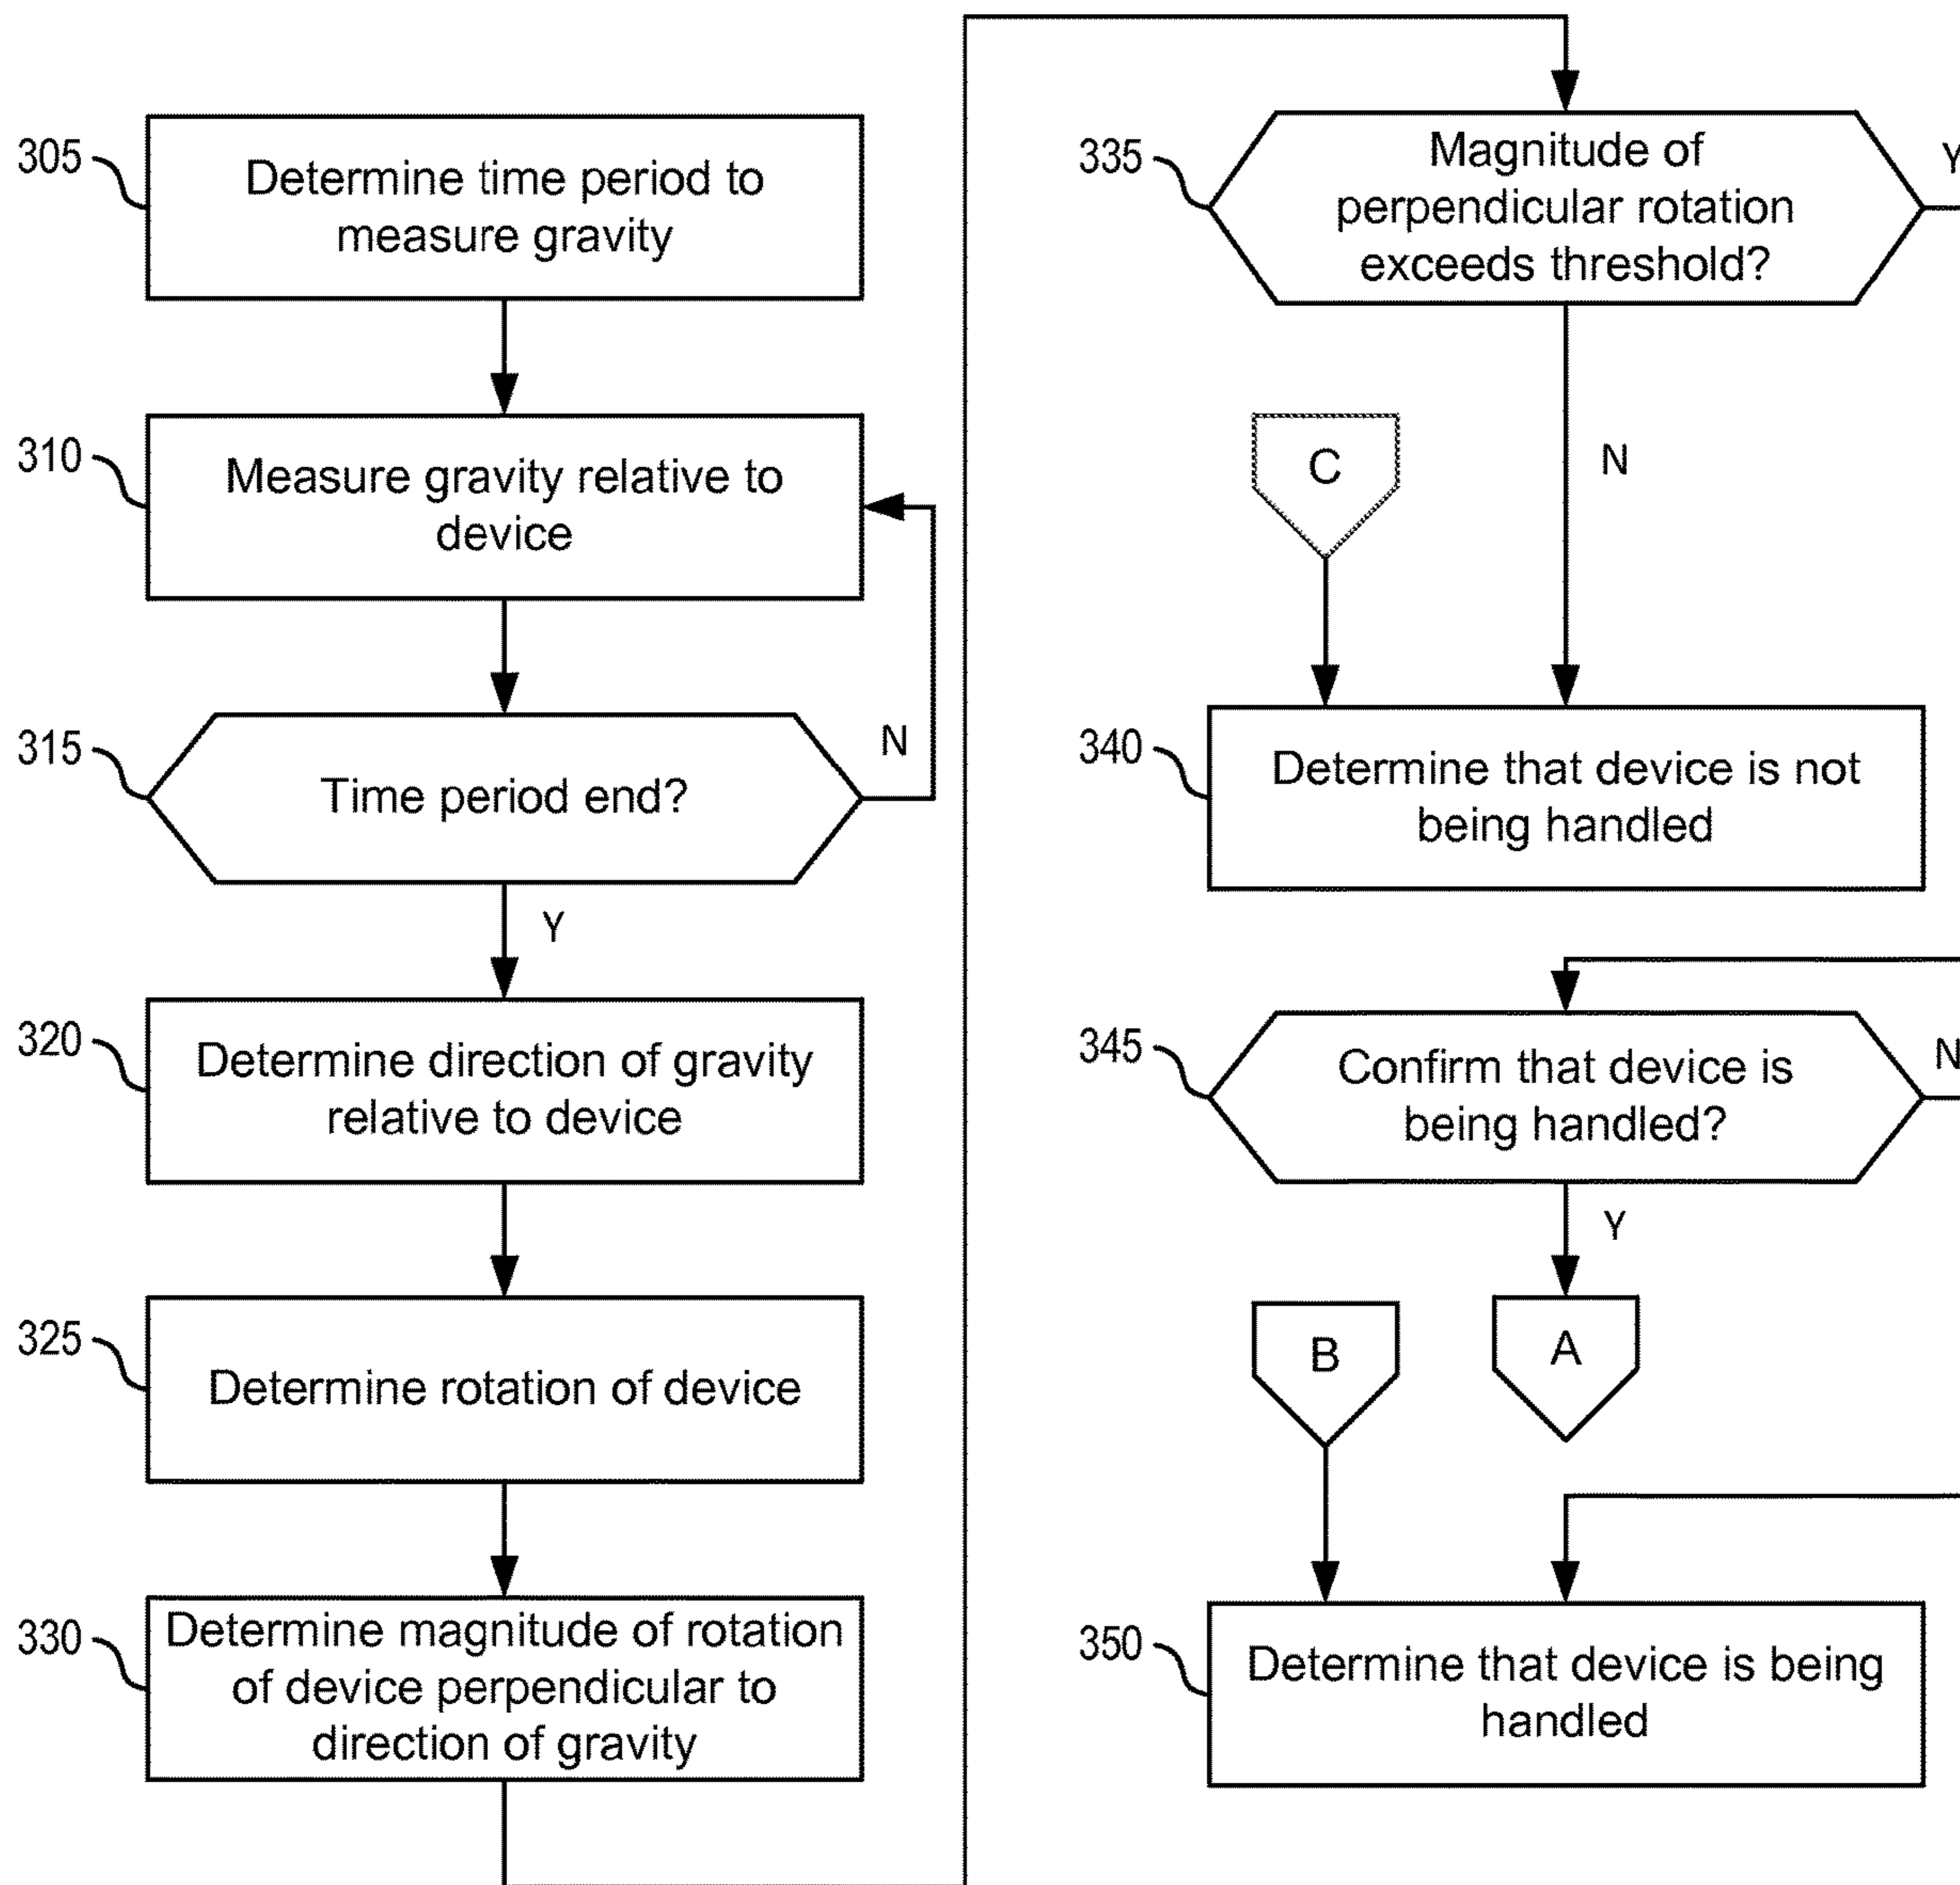 305
Determine time period to
measure gravity
310
Measure gravity relative to
device
315
Time period end?
N
Y
320
Determine direction of gravity
relative to device
325
Determine rotation of device
330
Determine magnitude of rotation
of device perpendicular to
direction of gravity
335
Magnitude of
perpendicular rotation
exceeds threshold?
Y
N
C
340
Determine that device is not
being handled
345
Confirm that device is
being handled?
N
Y
B
A
350
Determine that device is being
handled